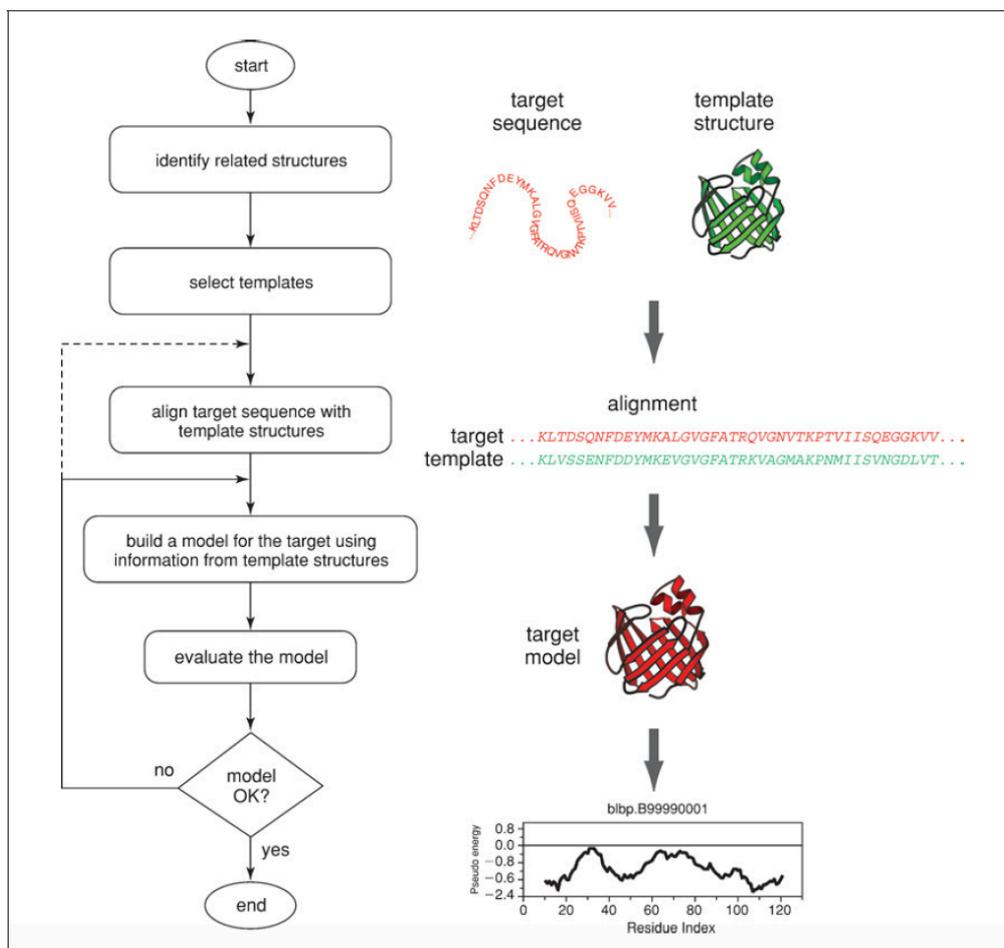 start
identify related structures
select templates
align target sequence with
template structures
build a model for the target using
information from template structures
evaluate the model
no
model
OK?
yes
end
target
sequence
template
structure
...KLTDSQNFDEYMKALGVGFATRQVGNVTKPTVIISQEGGKVV...
alignment
target ...KLTDSQNFDEYMKALGVGFATRQVGNVTKPTVIISQEGGKVV...
template ...KLVSSENFDDYMKEVGVGFATRKVAGMAKPNMIISVNGDLVT...
target
model
blbp.B99990001
Pseudo energy
0.8
0.0
−0.8
−0.6
−2.4
0 20 40 60 80 100 120
Residue Index